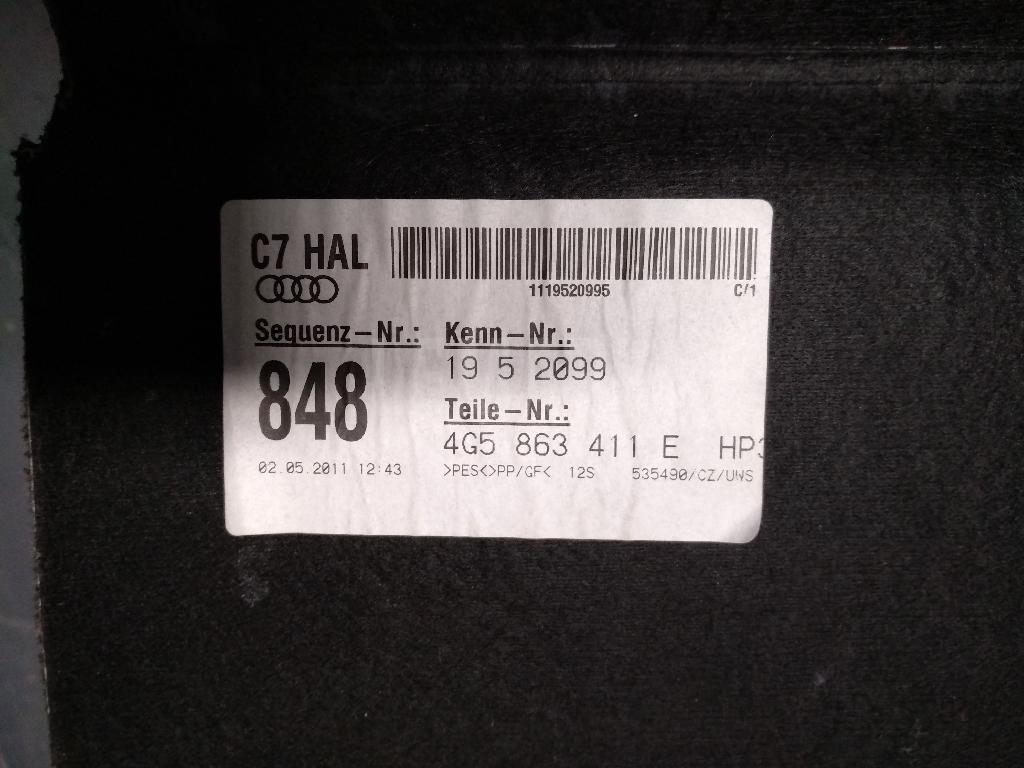 C7 HAL
1119520995 C/1
Sequenz-Nr.: Kenn-Nr.:
848 19 5 2099
Teile-Nr.:
4G5 863 411 E HP3
02.05.2011 12:43 >PES<>PP/GF< 12S 535490/CZ/UWS